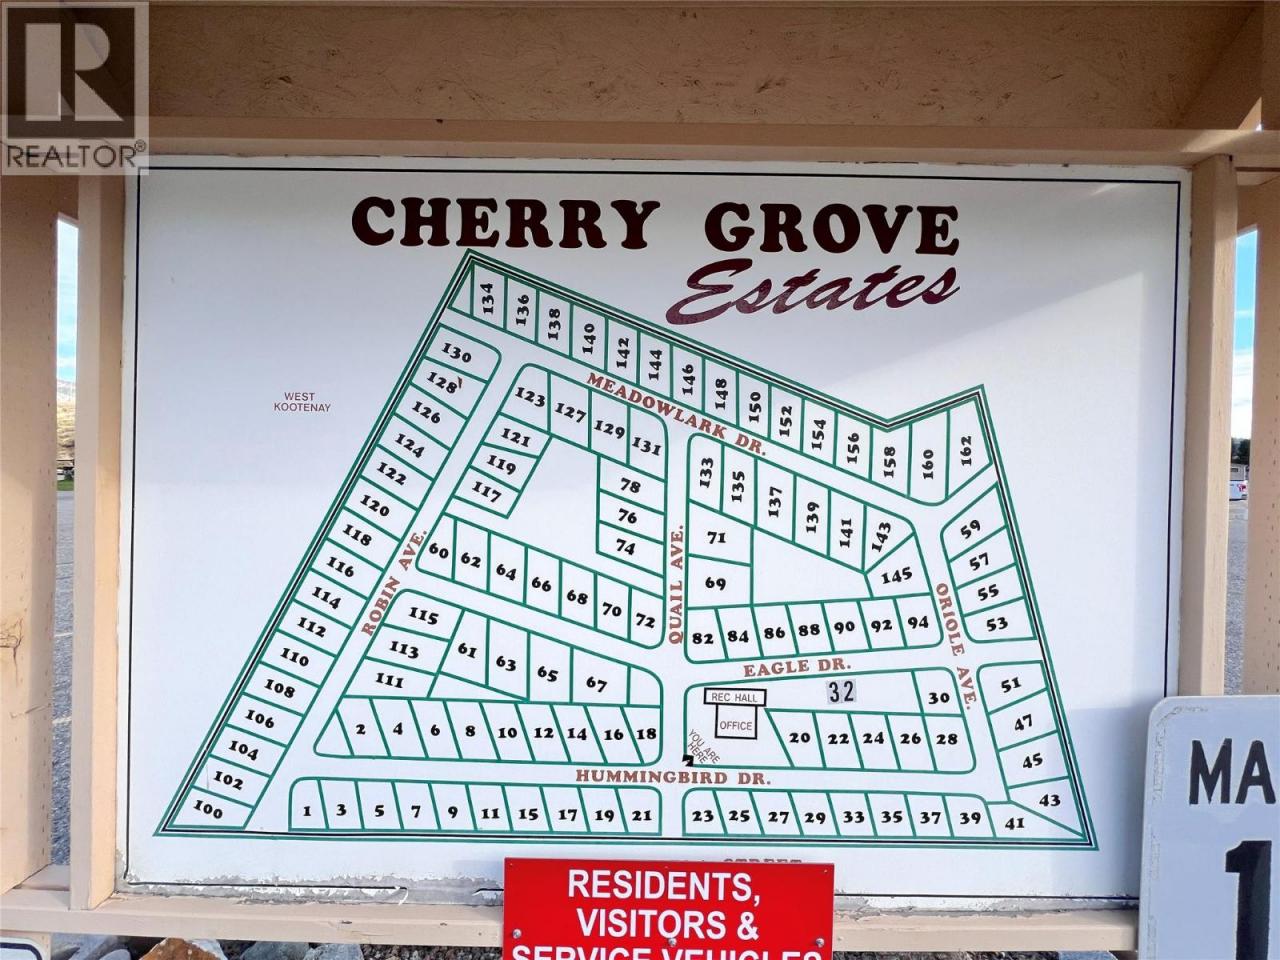 R
REALTOR®
CHERRY GROVE
Estates
WEST
KOOTENAY
134 136 138 140 142 144 146 148 150 152 154 156 158 160 162
130
128
126
124
122
120
118
116
114
112
110
108
106
104
102
100
MEADOWLARK DR.
123 127 129 131
121
119
117
78
76
74
133 135 137 139 141 143
145
71
69
ROBIN AVE.
QUAIL AVE.
ORIOLE AVE.
59
57
55
53
60 62 64 66 68 70 72
82 84 86 88 90 92 94
EAGLE DR.
115
113
111
61 63 65 67
REC HALL
OFFICE
YOU ARE
HERE
32
30
51
47
45
43
41
2 4 6 8 10 12 14 16 18
20 22 24 26 28
HUMMINGBIRD DR.
1 3 5 7 9 11 15 17 19 21
23 25 27 29 33 35 37 39
STREET
RESIDENTS,
VISITORS &
SERVICE VEHICLES
MA
1